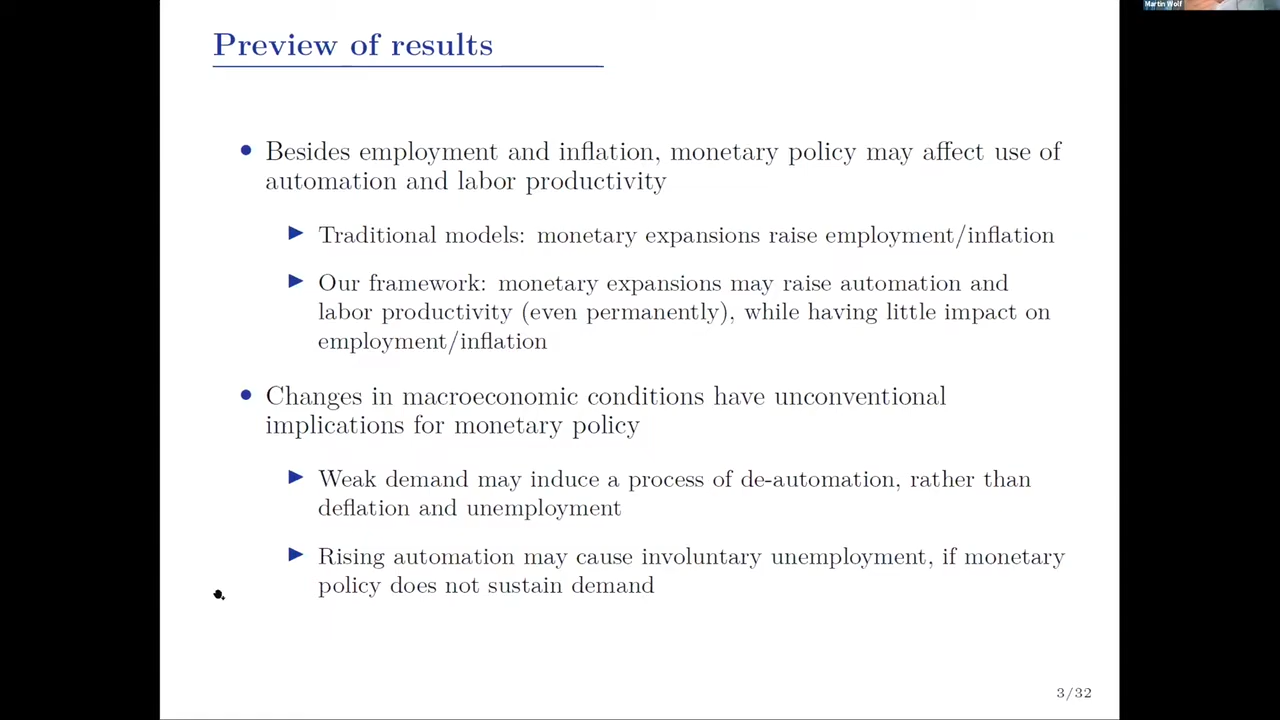 Martin Wolf
Preview of results
• Besides employment and inflation, monetary policy may affect use of
automation and labor productivity
▶ Traditional models: monetary expansions raise employment/inflation
▶ Our framework: monetary expansions may raise automation and
labor productivity (even permanently), while having little impact on
employment/inflation
• Changes in macroeconomic conditions have unconventional
implications for monetary policy
▶ Weak demand may induce a process of de-automation, rather than
deflation and unemployment
▶ Rising automation may cause involuntary unemployment, if monetary
policy does not sustain demand
3/32